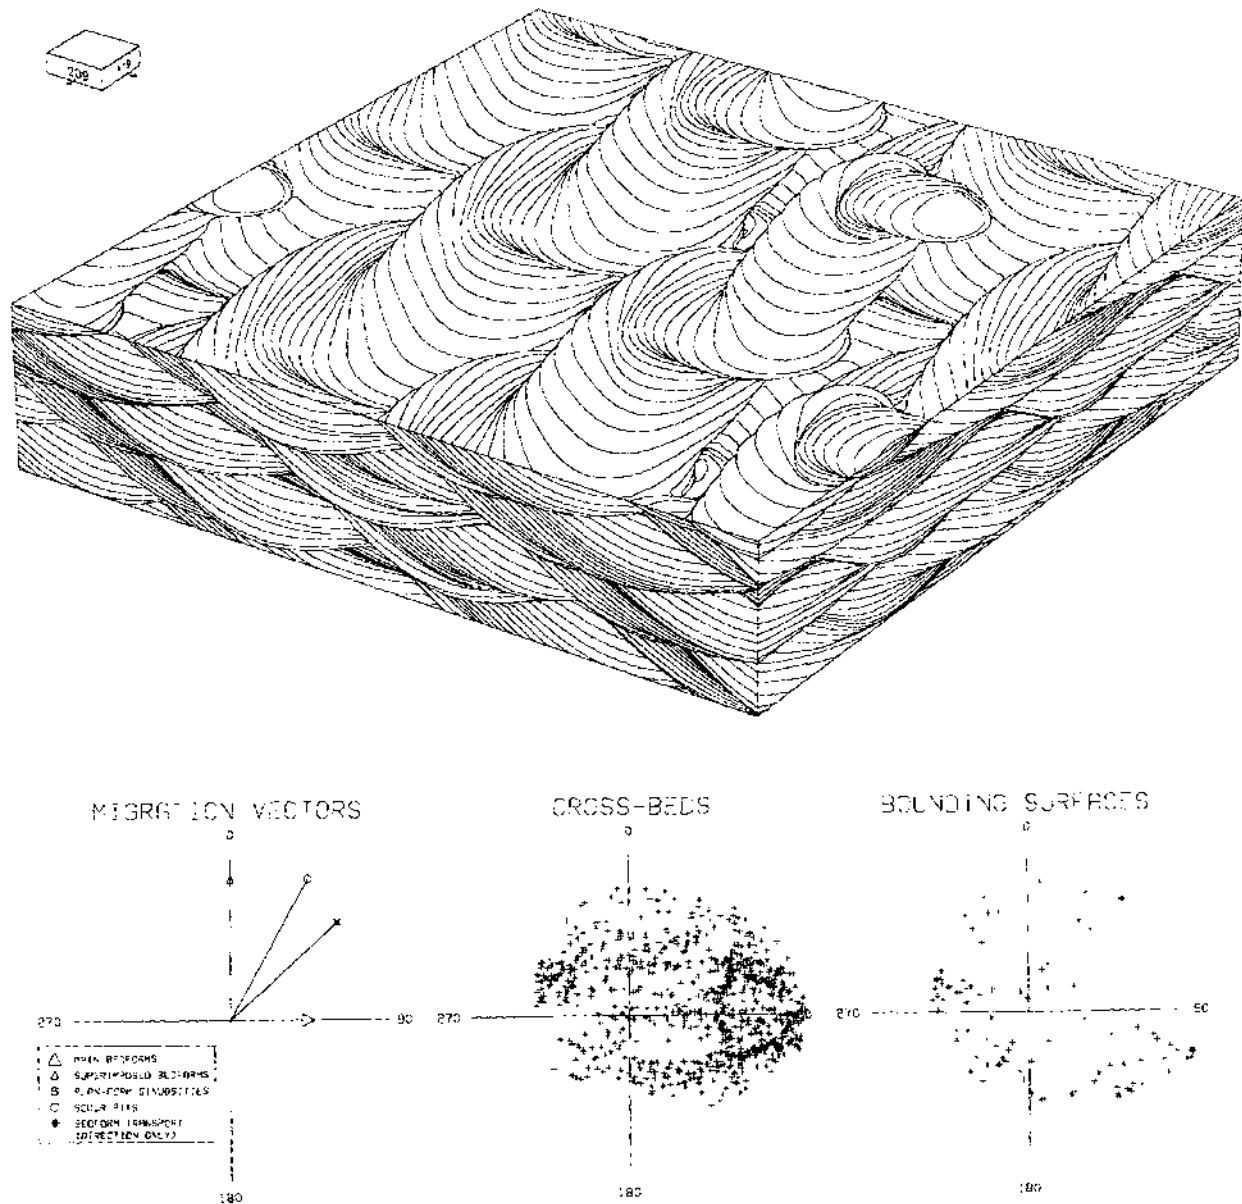 209
MIGRATION VECTORS
0
270
90
180
MAIN BEDFORMS
SUPERIMPOSED BEDFORMS
PLAN-FORM SINUOSITIES
SCOUR PITS
BEDFORM TRANSPORT
(DIRECTION ONLY)
CROSS-BEDS
0
270
180
BOUNDING SURFACES
0
270
90
180